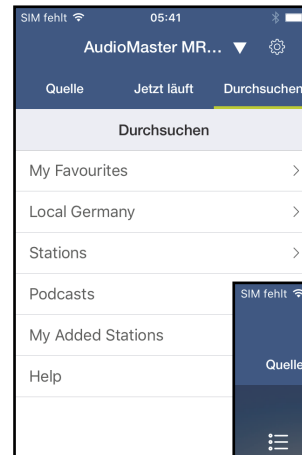 SIM fehlt 05:41
AudioMaster MR... ▼
Quelle Jetzt läuft Durchsuchen
Durchsuchen
My Favourites
Local Germany
Stations
Podcasts
My Added Stations
Help
SIM fehlt
Quelle